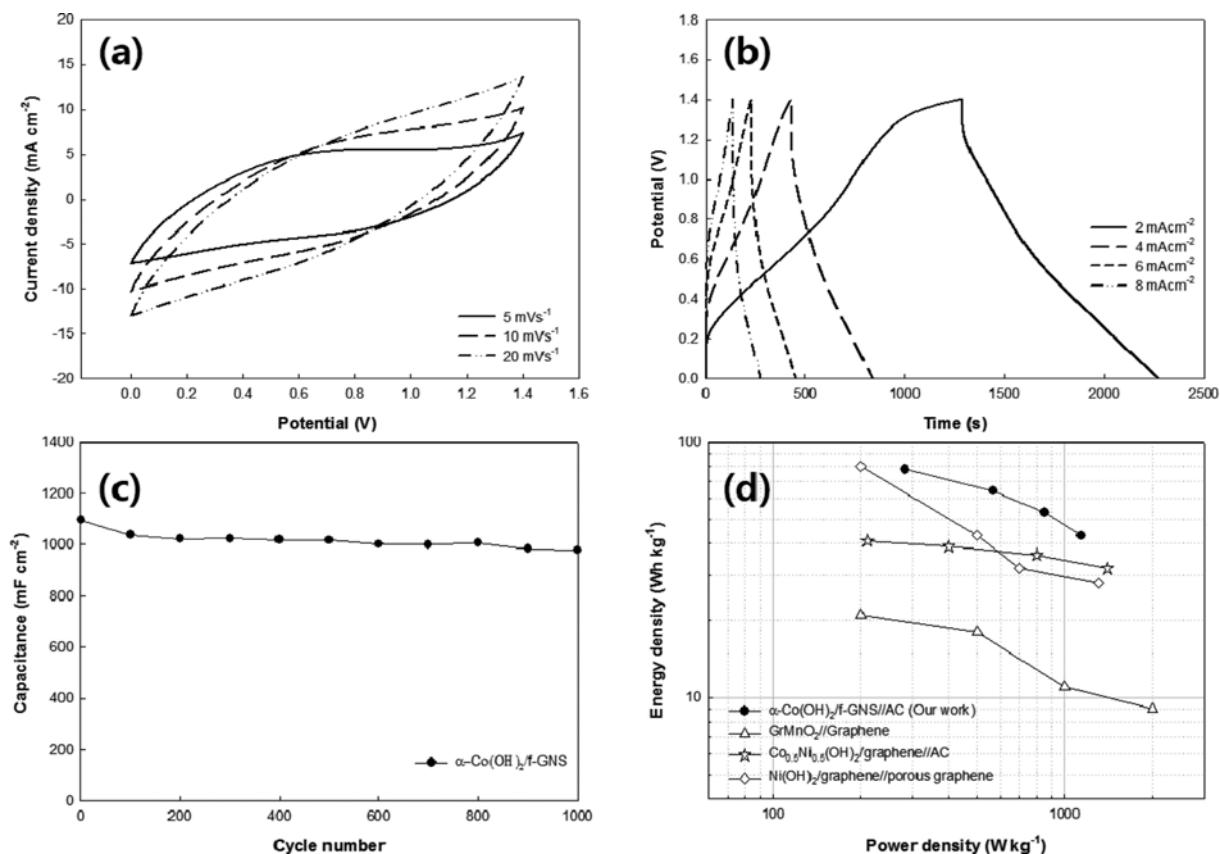 (a)
Current density (mA cm⁻²)
20
15
10
5
0
-5
-10
-15
-20
5 mVs⁻¹
10 mVs⁻¹
20 mVs⁻¹
0.0 0.2 0.4 0.6 0.8 1.0 1.2 1.4 1.6
Potential (V)
(b)
Potential (V)
1.8
1.6
1.4
1.2
1.0
0.8
0.6
0.4
0.2
0.0
2 mAcm⁻²
4 mAcm⁻²
6 mAcm⁻²
8 mAcm⁻²
0 500 1000 1500 2000 2500
Time (s)
(c)
Capacitance (mF cm⁻²)
1400
1200
1000
800
600
400
200
0
α-Co(OH)₂/f-GNS
0 200 400 600 800 1000
Cycle number
(d)
Energy density (Wh kg⁻¹)
100
10
α-Co(OH)₂/f-GNS//AC (Our work)
GrMnO₂//Graphene
Co₀.₅Ni₀.₅(OH)₂/graphene//AC
Ni(OH)₂/graphene//porous graphene
100 1000
Power density (W kg⁻¹)